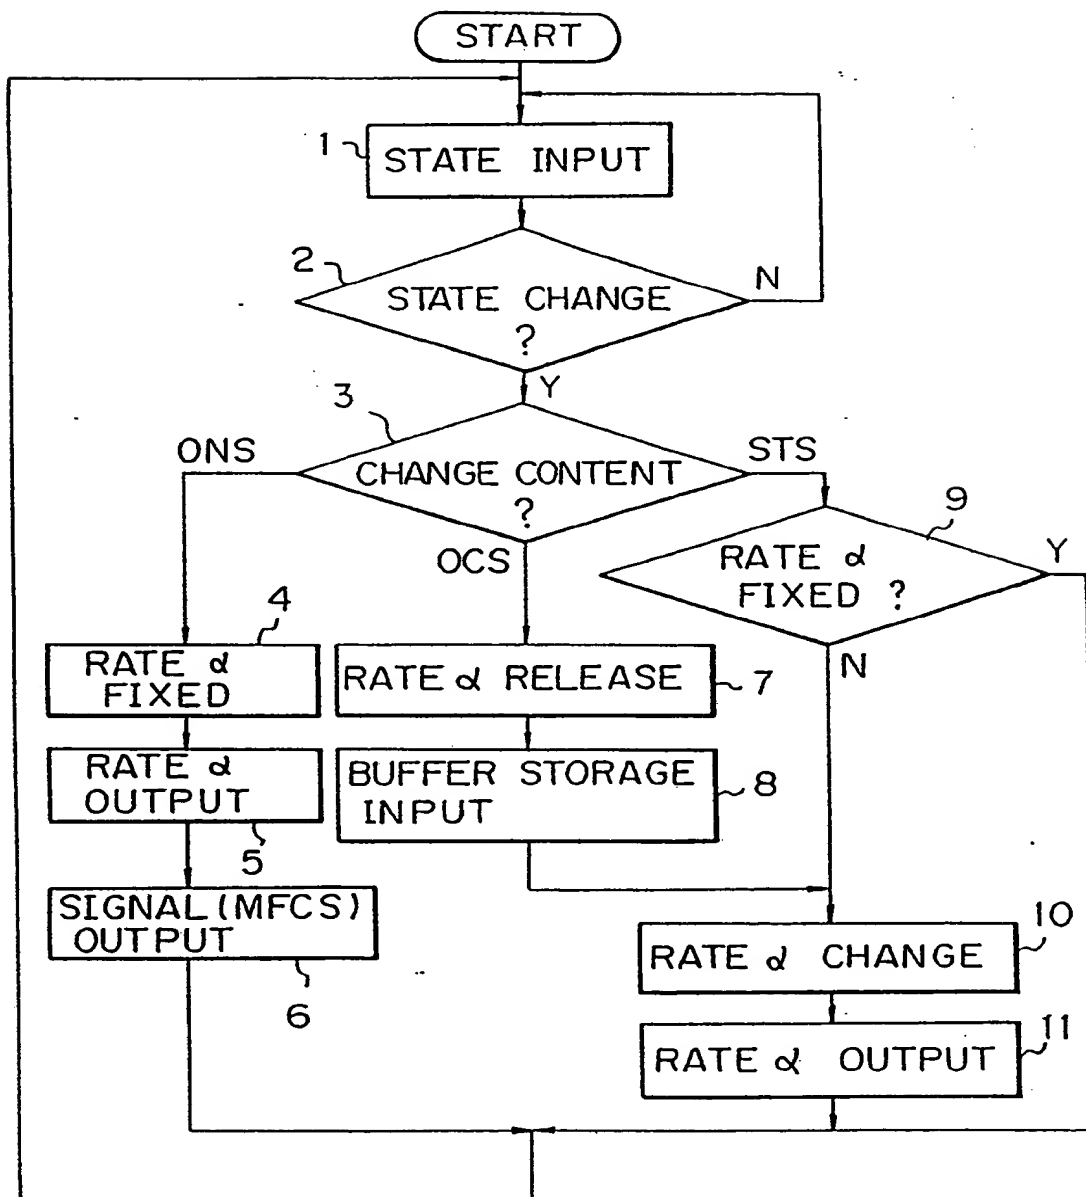 START
1
STATE INPUT
2
STATE CHANGE
?
N
Y
3
ONS
CHANGE CONTENT
?
STS
OCS
9
RATE α
FIXED ?
Y
N
4
RATE α
FIXED
RATE α RELEASE
7
RATE α
OUTPUT
5
BUFFER STORAGE
INPUT
8
SIGNAL (MFCS)
OUTPUT
6
RATE α CHANGE
10
RATE α OUTPUT
11